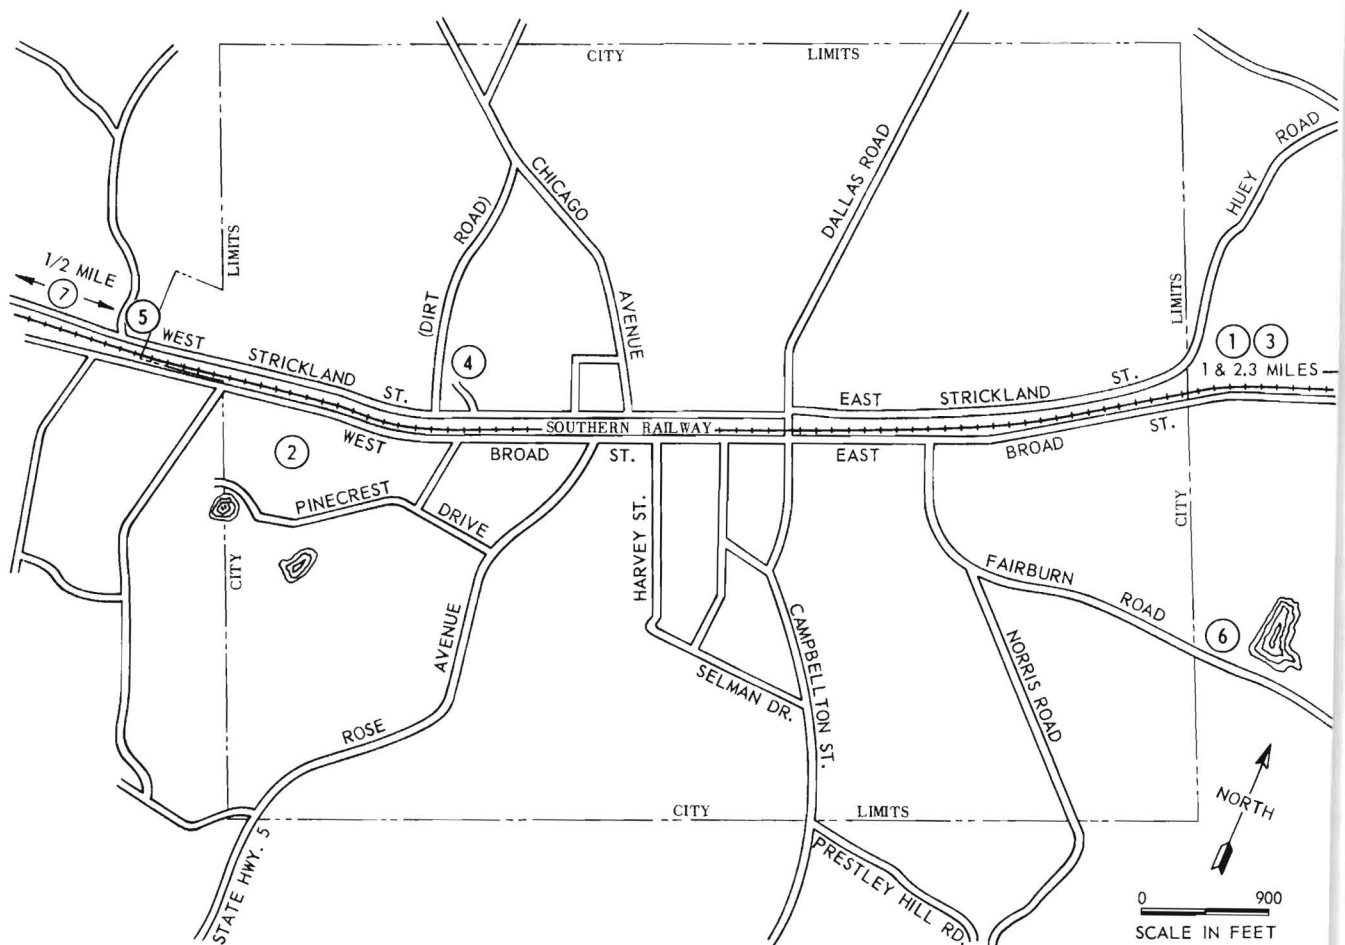 CITY LIMITS
DALLAS ROAD
HUEY ROAD
CHICAGO AVENUE
(DIRT ROAD)
LIMITS
1/2 MILE
7
5
WEST STRICKLAND ST.
4
LIMITS
1 3
1 & 2.3 MILES
EAST STRICKLAND ST.
SOUTHERN RAILWAY
WEST BROAD ST.
EAST BROAD ST.
2
PINECREST DRIVE
HARVEY ST.
CITY
CITY
FAIRBURN ROAD
6
ROSE AVENUE
SELMAN DR.
CAMPBELLTON ST.
NORRIS ROAD
CITY LIMITS
STATE HWY. 5
PRESTLEY HILL RD.
NORTH
0 900
SCALE IN FEET